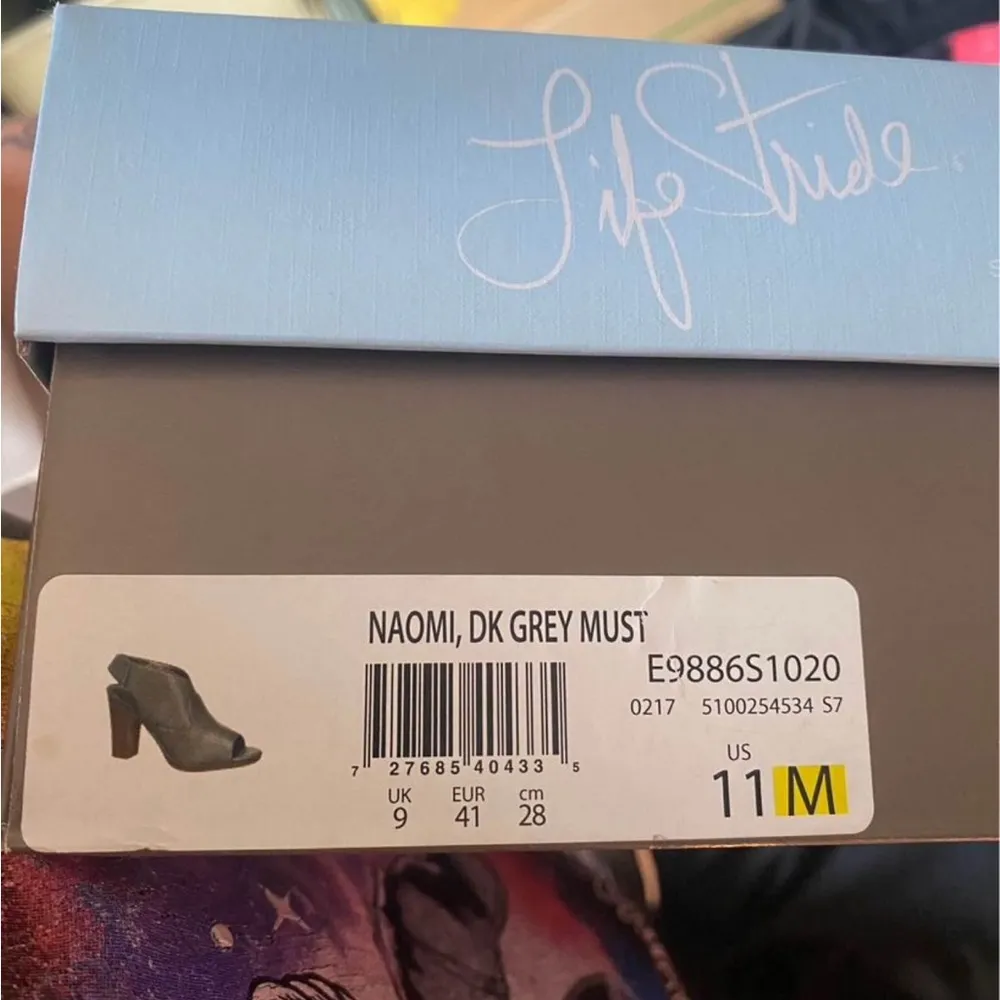 LifeStride
NAOMI, DK GREY MUST
E9886S1020
0217 5100254534 S7
7 27685 40433 5
US
11 M
UK EUR cm
9 41 28